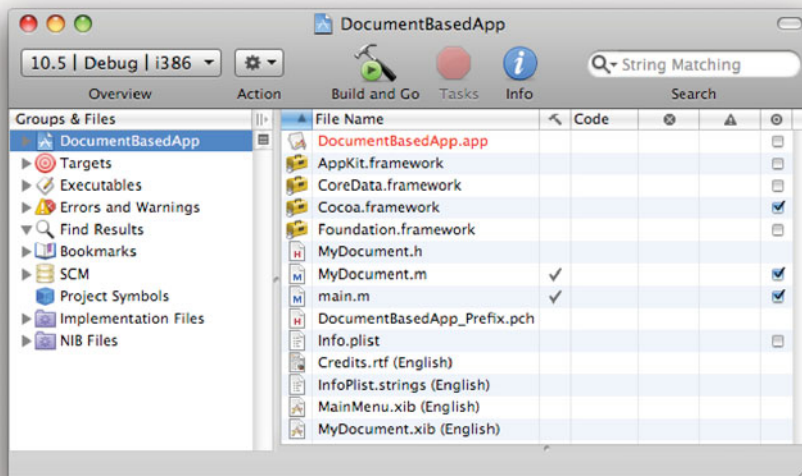 DocumentBasedApp
10.5 | Debug | i386
Overview
Action
Build and Go
Tasks
Info
String Matching
Search
Groups & Files
DocumentBasedApp
Targets
Executables
Errors and Warnings
Find Results
Bookmarks
SCM
Project Symbols
Implementation Files
NIB Files
File Name
Code
DocumentBasedApp.app
AppKit.framework
CoreData.framework
Cocoa.framework
Foundation.framework
MyDocument.h
MyDocument.m
main.m
DocumentBasedApp_Prefix.pch
Info.plist
Credits.rtf (English)
InfoPlist.strings (English)
MainMenu.xib (English)
MyDocument.xib (English)